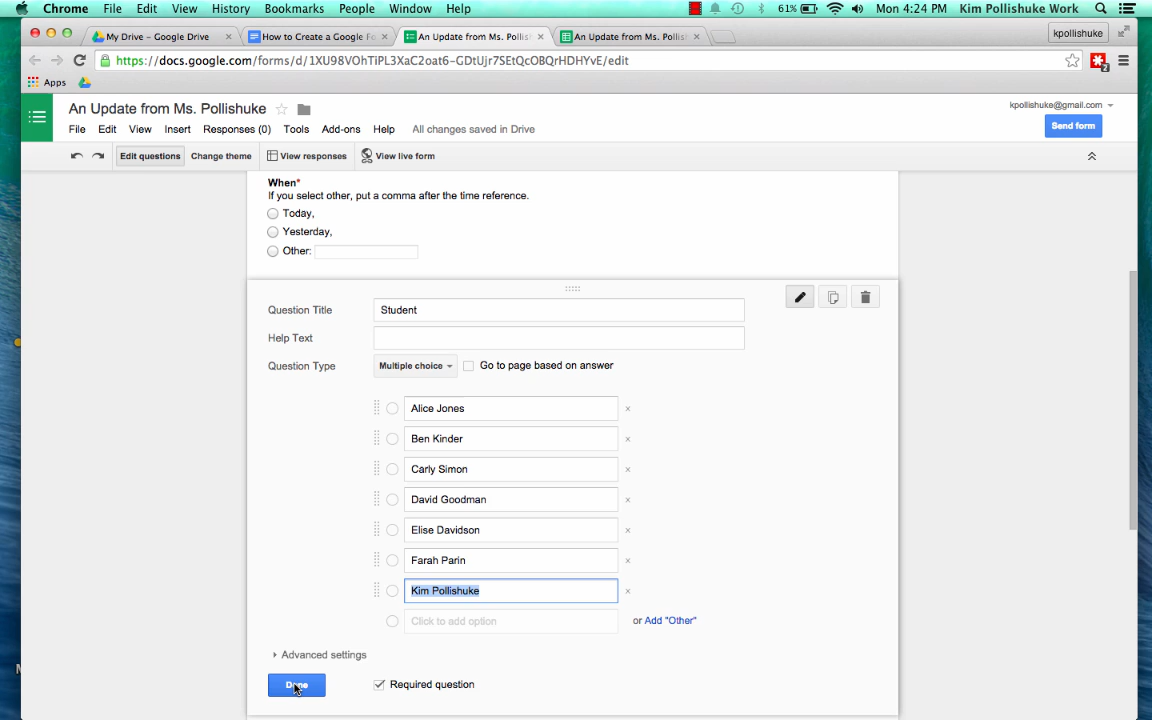 Chrome File Edit View History Bookmarks People Window Help 61% Mon 4:24 PM Kim Pollishuke Work
My Drive – Google Drive × How to Create a Google Fo × An Update from Ms. Pollish × An Update from Ms. Pollish × kpollishuke
https://docs.google.com/forms/d/1XU98VOhTiPL3XaC2oat6-GDtUjr7SEtQcOBQrHDHYvE/edit 2
Apps
An Update from Ms. Pollishuke kpollishuke@gmail.com
File Edit View Insert Responses (0) Tools Add-ons Help All changes saved in Drive Send form
Edit questions Change theme View responses View live form
When*
If you select other, put a comma after the time reference.
Today,
Yesterday,
Other:
Question Title Student
Help Text
Question Type Multiple choice Go to page based on answer
Alice Jones ×
Ben Kinder ×
Carly Simon ×
David Goodman ×
Elise Davidson ×
Farah Parin ×
Kim Pollishuke ×
Click to add option or Add "Other"
Advanced settings
Done Required question